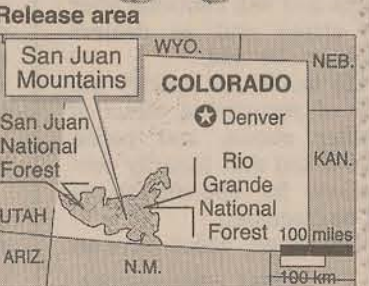 Release area
WYO.
NEB.
San Juan
Mountains
COLORADO
Denver
San Juan
National
Forest
Rio
Grande
National
Forest
KAN.
UTAH
100 miles
ARIZ.
N.M.
100 km